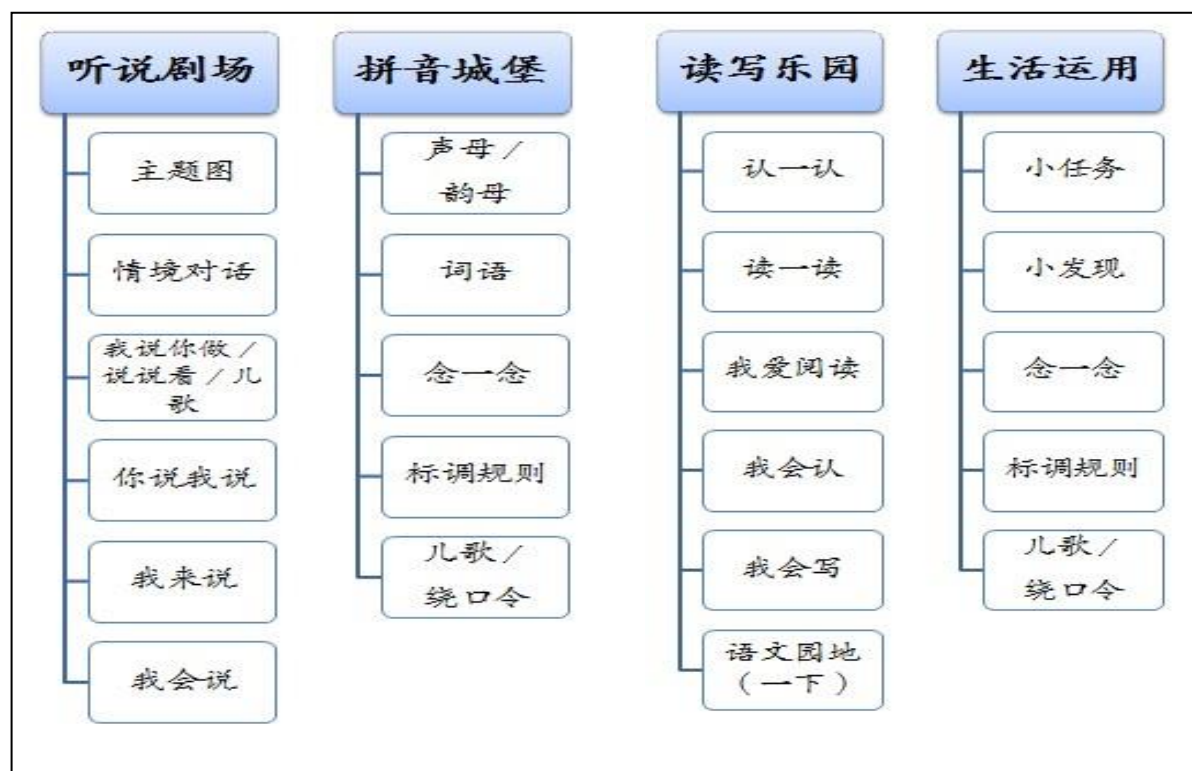 听说剧场
主题图
情境对话
我说你做/
说说看/儿
歌
你说我说
我来说
我会说
拼音城堡
声母/
韵母
词语
念一念
标调规则
儿歌/
绕口令
读写乐园
认一认
读一读
我爱阅读
我会认
我会写
语文园地
(一下)
生活运用
小任务
小发现
念一念
标调规则
儿歌/
绕口令